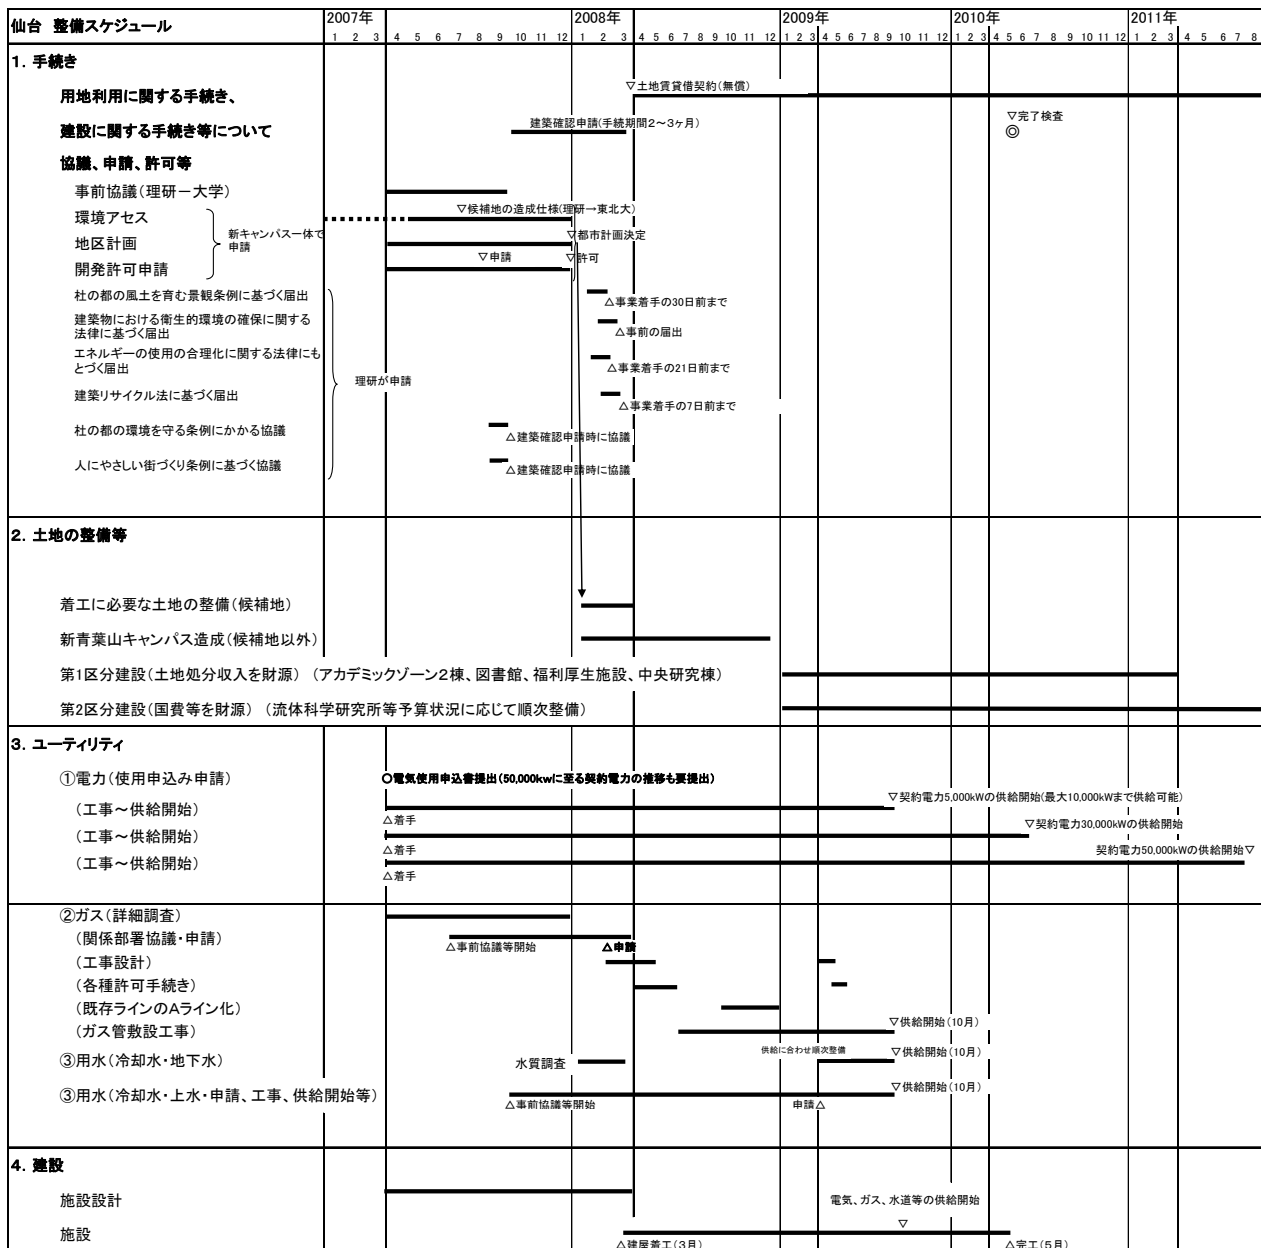 仙台 整備スケジュール
2007年 2008年 2009年 2010年 2011年
1 2 3 4 5 6 7 8 9 10 11 12 1 2 3 4 5 6 7 8 9 10 11 12 1 2 3 4 5 6 7 8 9 10 11 12 1 2 3 4 5 6 7 8 9 10 11 12 1 2 3 4 5 6 7 8
1. 手続き
▽土地賃貸借契約(無償)
用地利用に関する手続き、
建築確認申請(手続期間2～3ヶ月)
▽完了検査
建設に関する手続き等について
◎
協議、申請、許可等
事前協議(理研ー大学)
▽候補地の造成仕様(理研→東北大)
環境アセス
新キャンパス一体で
申請
▽都市計画決定
地区計画
▽申請 ▽許可
開発許可申請
杜の都の風土を育む景観条例に基づく届出
△事業着手の30日前まで
建築物における衛生的環境の確保に関する
法律に基づく届出
△事前の届出
エネルギーの使用の合理化に関する法律にも
とづく届出
△事業着手の21日前まで
理研が申請
建築リサイクル法に基づく届出
△事業着手の7日前まで
杜の都の環境を守る条例にかかる協議
△建築確認申請時に協議
人にやさしい街づくり条例に基づく協議
△建築確認申請時に協議
2. 土地の整備等
着工に必要な土地の整備(候補地)
新青葉山キャンパス造成(候補地以外)
第1区分建設(土地処分収入を財源) (アカデミックゾーン2棟、図書館、福利厚生施設、中央研究棟)
第2区分建設(国費等を財源) (流体科学研究所等予算状況に応じて順次整備)
3. ユーティリティ
①電力(使用申込み申請)
○電気使用申込書提出(50,000kwに至る契約電力の推移も要提出)
▽契約電力5,000kWの供給開始(最大10,000kWまで供給可能)
(工事～供給開始)
△着手
▽契約電力30,000kWの供給開始
(工事～供給開始)
△着手
契約電力50,000kWの供給開始▽
(工事～供給開始)
△着手
②ガス(詳細調査)
(関係部署協議・申請)
△事前協議等開始 △申請
(工事設計)
(各種許可手続き)
(既存ラインのAライン化)
▽供給開始(10月)
(ガス管敷設工事)
供給に合わせ順次整備 ▽供給開始(10月)
③用水(冷却水・地下水)
水質調査
▽供給開始(10月)
③用水(冷却水・上水・申請、工事、供給開始等)
△事前協議等開始 申請△
4. 建設
施設設計
電気、ガス、水道等の供給開始
▽
施設
△建屋着工(3月) △完工(5月)